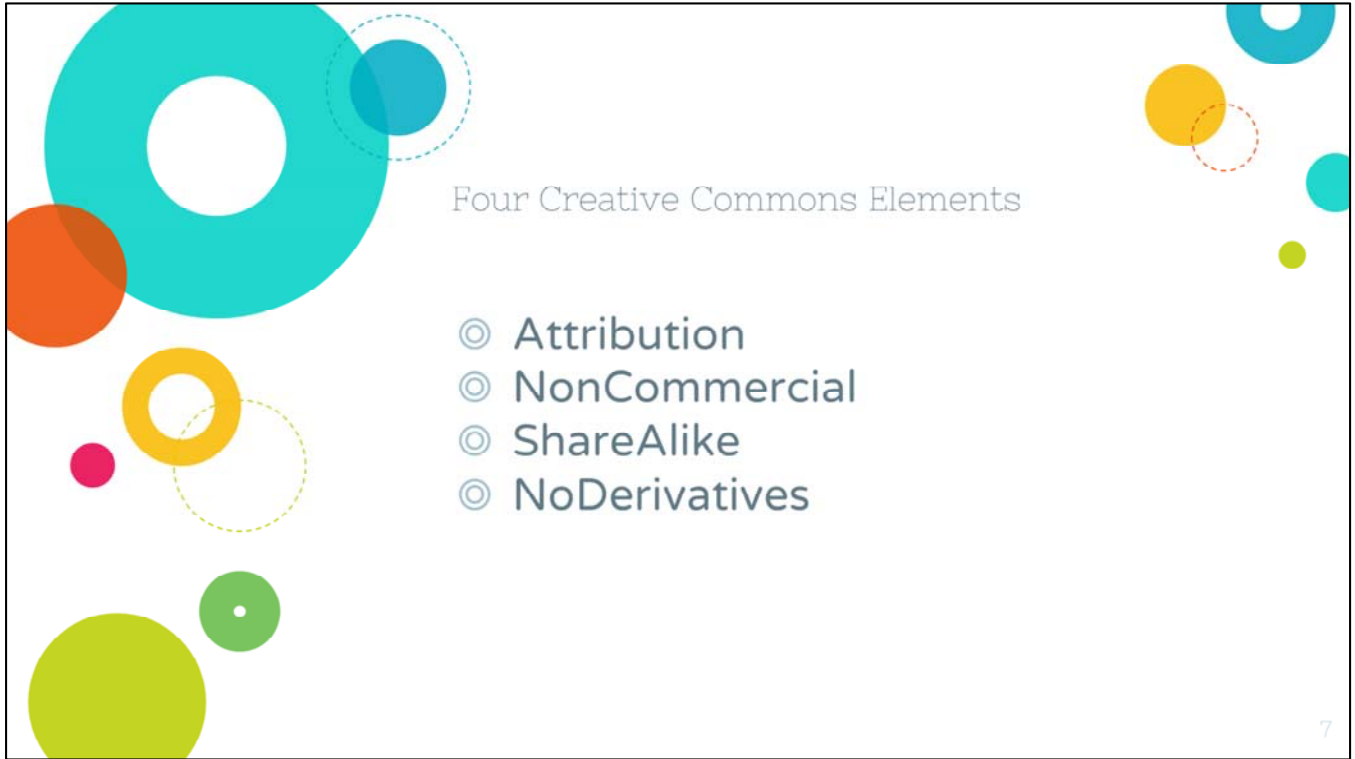 Four Creative Commons Elements
Attribution
NonCommercial
ShareAlike
NoDerivatives
7